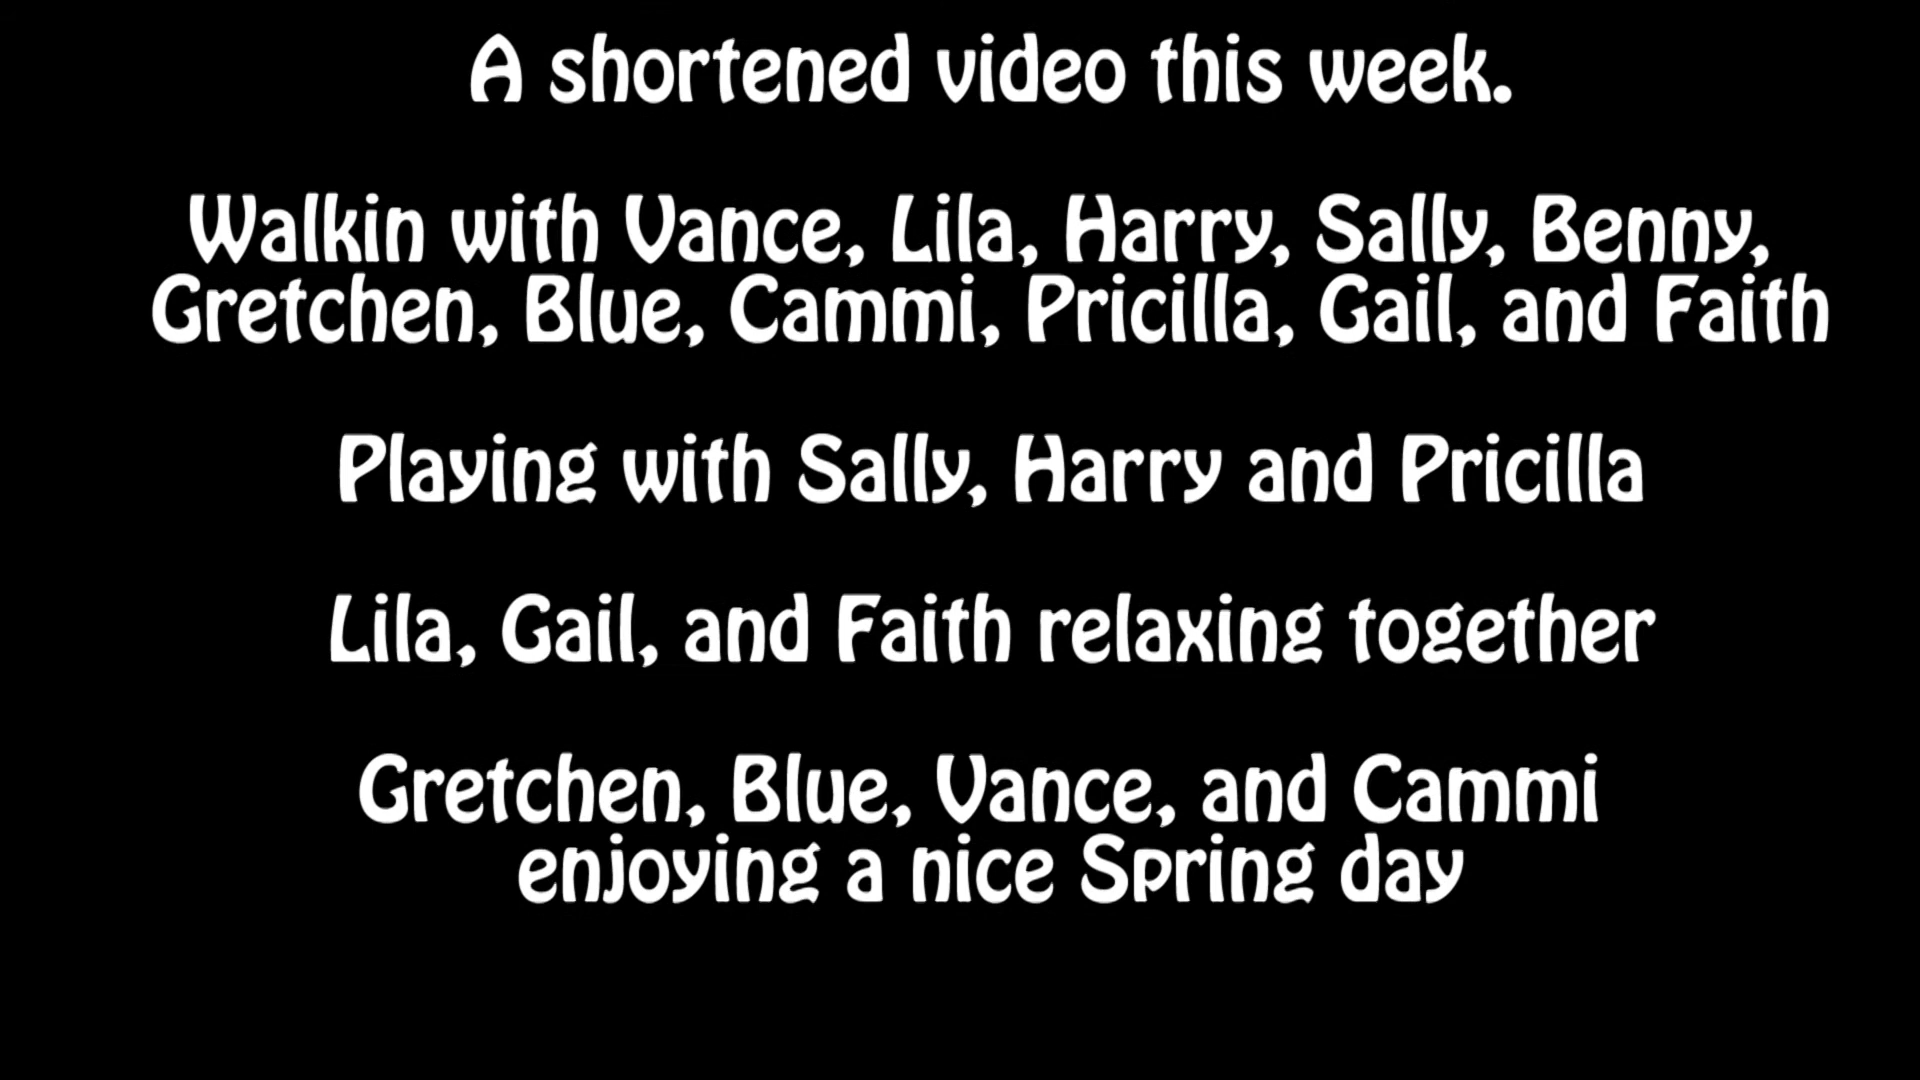 A shortened video this week.
Walkin with Vance, Lila, Harry, Sally, Benny,
Gretchen, Blue, Cammi, Pricilla, Gail, and Faith
Playing with Sally, Harry and Pricilla
Lila, Gail, and Faith relaxing together
Gretchen, Blue, Vance, and Cammi
enjoying a nice Spring day